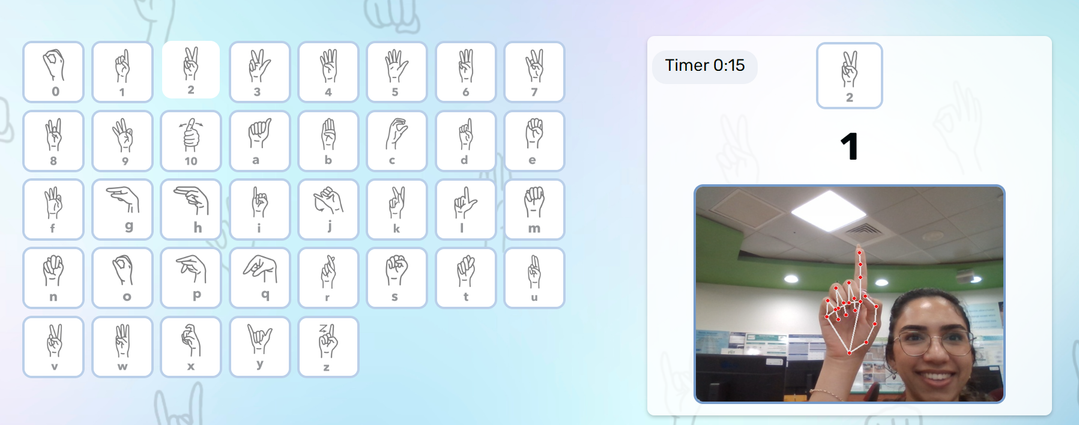 0 1 2 3 4 5 6 7
8 9 10 a b c d e
f g h i j k l m
n o p q r s t u
v w x y z
Timer 0:15
2
1